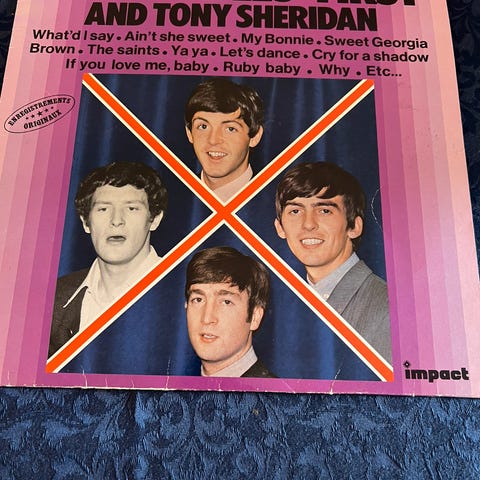 AND TONY SHERIDAN
What'd I say • Ain't she sweet • My Bonnie • Sweet Georgia
Brown • The saints • Ya ya • Let's dance • Cry for a shadow
If you love me, baby • Ruby baby • Why • Etc...
ENREGISTREMENTS
ORIGINAUX
impact